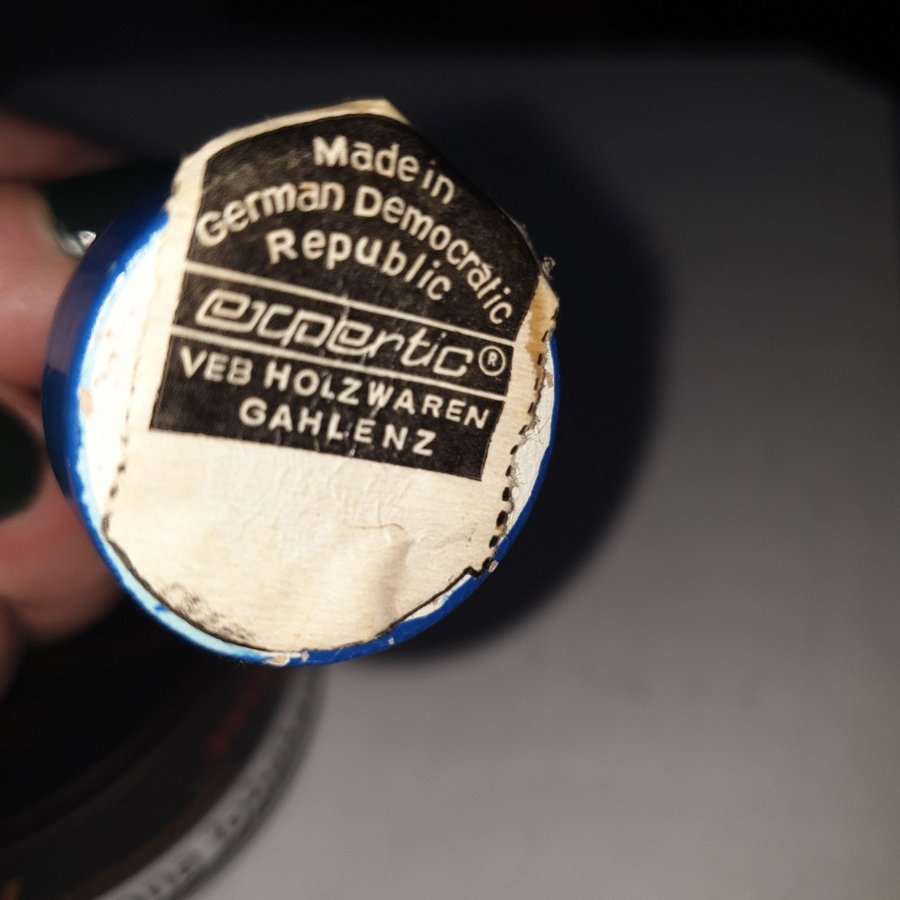 Made in
German Democratic
Republic
expertic®
VEB HOLZWAREN
GAHLENZ